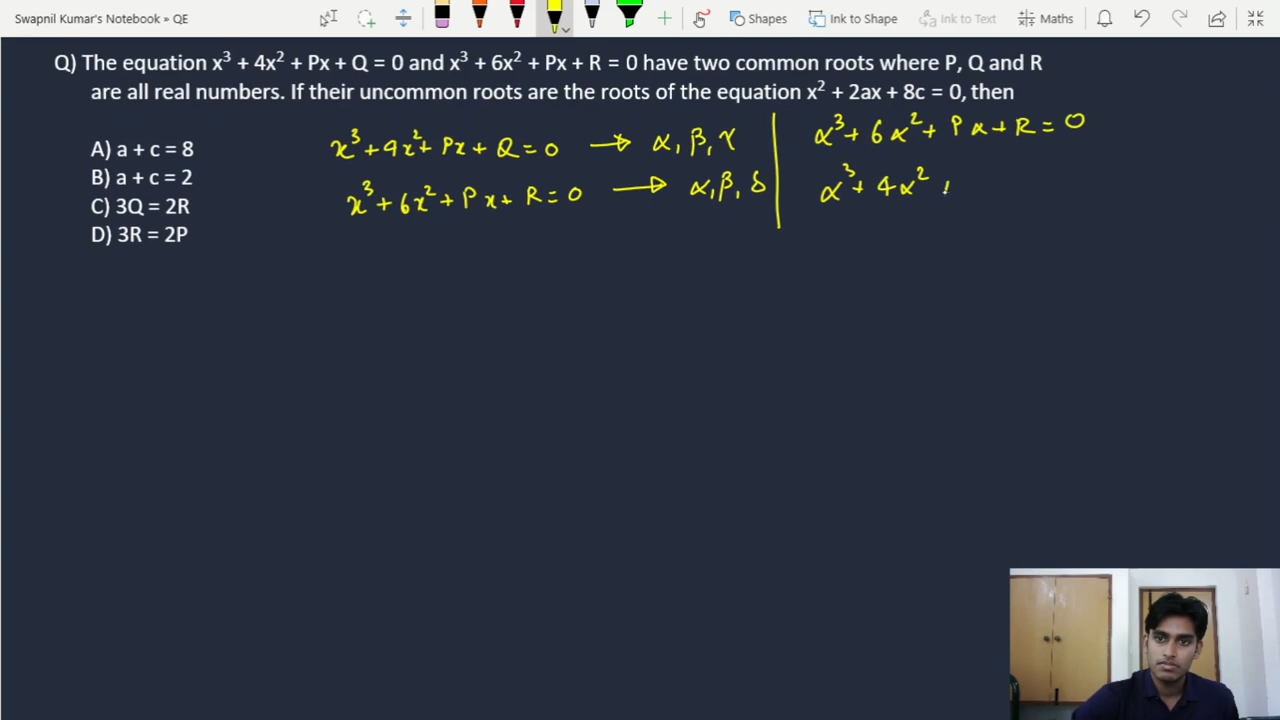 Swapnil Kumar's Notebook » QE
Shapes
Ink to Shape
Ink to Text
Maths
Q) The equation x³ + 4x² + Px + Q = 0 and x³ + 6x² + Px + R = 0 have two common roots where P, Q and R
are all real numbers. If their uncommon roots are the roots of the equation x² + 2ax + 8c = 0, then
A) a + c = 8
B) a + c = 2
C) 3Q = 2R
D) 3R = 2P
x³ + 4x² + Px + Q = 0 → α, β, γ
x³ + 6x² + Px + R = 0 → α, β, δ
α³ + 6α² + Pα + R = 0
α³ + 4α²